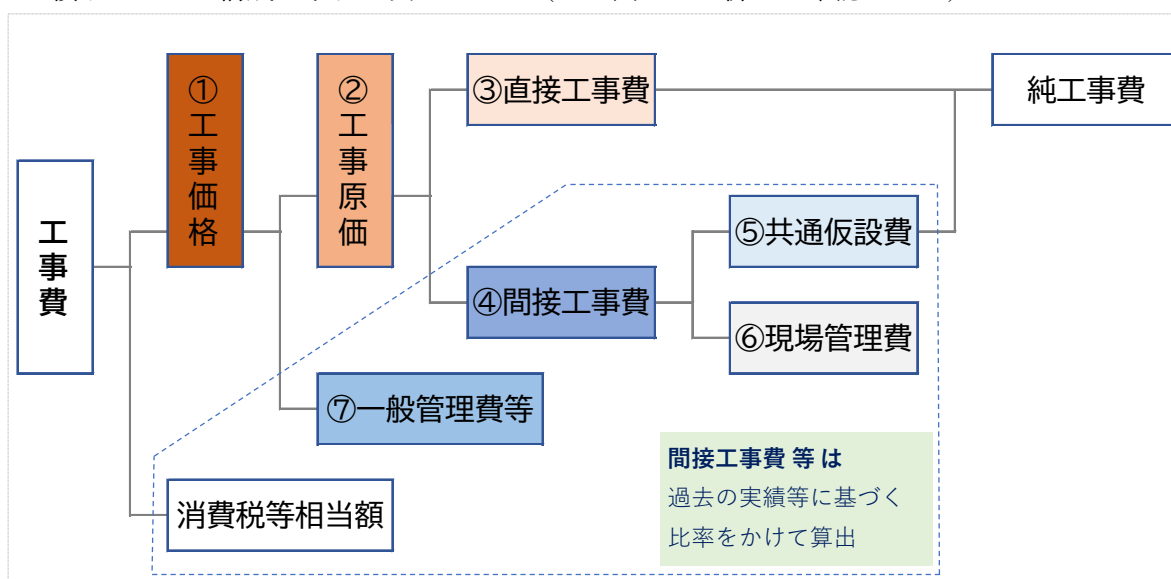 ①工事価格
②工事原価
③直接工事費
純工事費
工事費
⑤共通仮設費
④間接工事費
⑥現場管理費
⑦一般管理費等
間接工事費 等 は
過去の実績等に基づく
比率をかけて算出
消費税等相当額